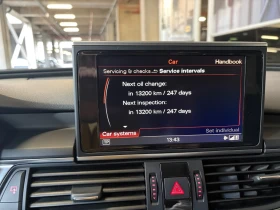 Car
Handbook
Servicing & checks Service intervals
Next oil change:
in 13200 km / 247 days
Next inspection:
in 13200 km / 247 days
Car systems
Set individual
13:43